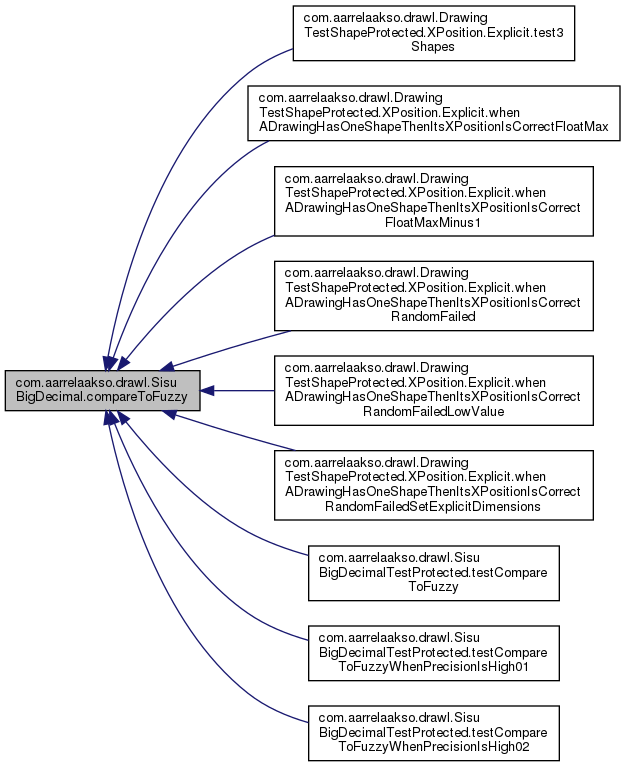 com.aarrelaakso.drawl.Drawing
TestShapeProtected.XPosition.Explicit.test3
Shapes
com.aarrelaakso.drawl.Drawing
TestShapeProtected.XPosition.Explicit.when
ADrawingHasOneShapeThenItsXPositionIsCorrectFloatMax
com.aarrelaakso.drawl.Drawing
TestShapeProtected.XPosition.Explicit.when
ADrawingHasOneShapeThenItsXPositionIsCorrect
FloatMaxMinus1
com.aarrelaakso.drawl.Drawing
TestShapeProtected.XPosition.Explicit.when
ADrawingHasOneShapeThenItsXPositionIsCorrect
RandomFailed
com.aarrelaakso.drawl.Sisu
BigDecimal.compareToFuzzy
com.aarrelaakso.drawl.Drawing
TestShapeProtected.XPosition.Explicit.when
ADrawingHasOneShapeThenItsXPositionIsCorrect
RandomFailedLowValue
com.aarrelaakso.drawl.Drawing
TestShapeProtected.XPosition.Explicit.when
ADrawingHasOneShapeThenItsXPositionIsCorrect
RandomFailedSetExplicitDimensions
com.aarrelaakso.drawl.Sisu
BigDecimalTestProtected.testCompare
ToFuzzy
com.aarrelaakso.drawl.Sisu
BigDecimalTestProtected.testCompare
ToFuzzyWhenPrecisionIsHigh01
com.aarrelaakso.drawl.Sisu
BigDecimalTestProtected.testCompare
ToFuzzyWhenPrecisionIsHigh02